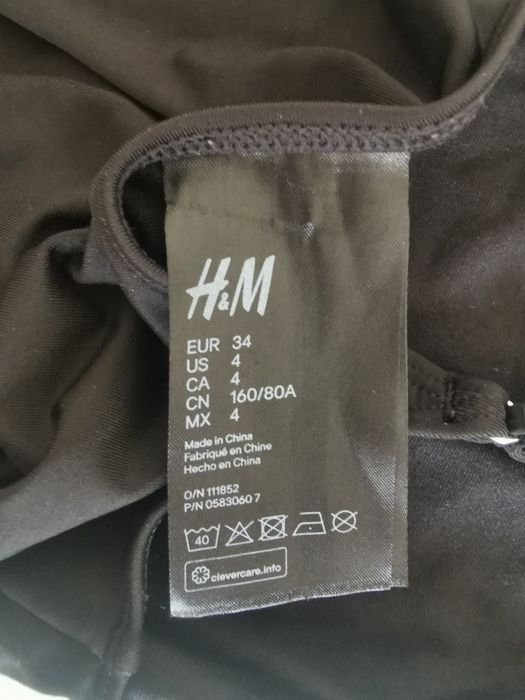 H&M
EUR 34
US 4
CA 4
CN 160/80A
MX 4
Made in China
Fabriqué en Chine
Hecho en China
O/N 111852
P/N 0583060 7
40
clevercare.info